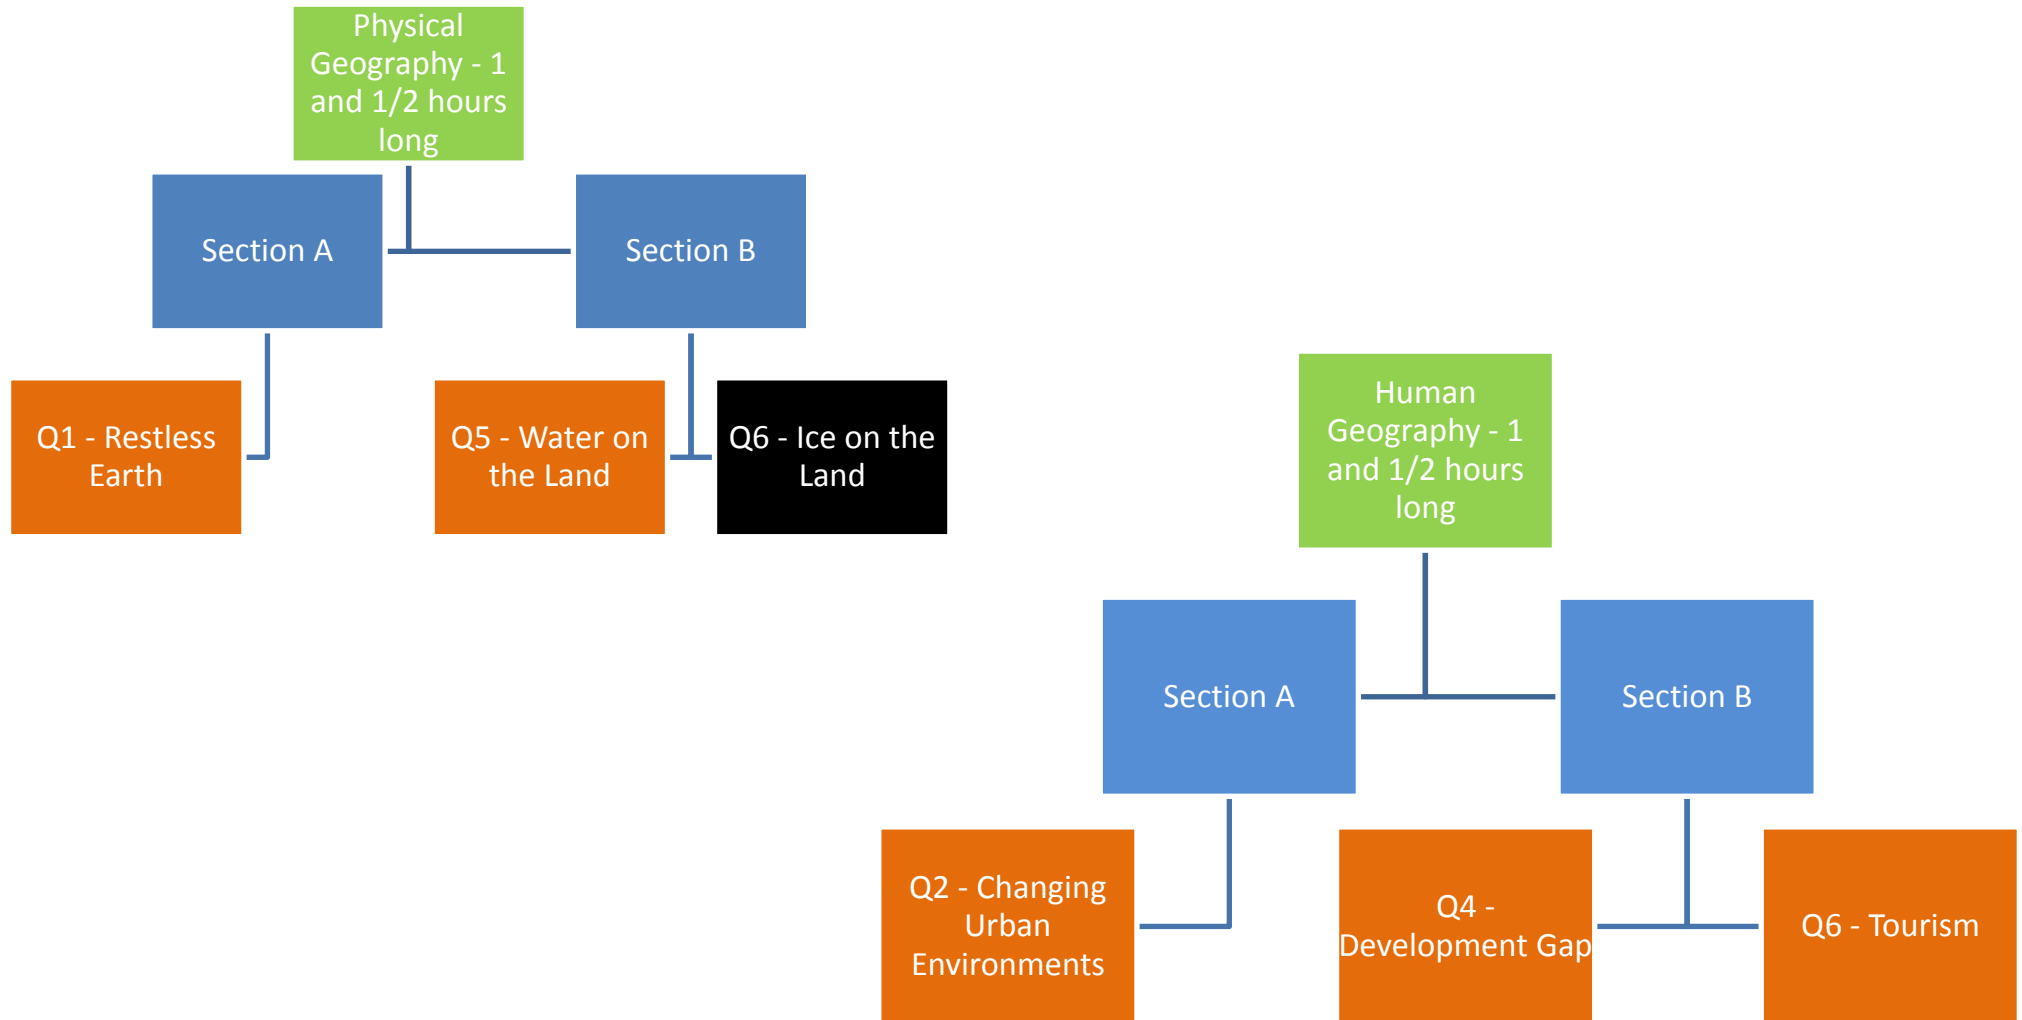 Physical
Geography - 1
and 1/2 hours
long
Section A
Section B
Q1 - Restless
Earth
Q5 - Water on
the Land
Q6 - Ice on the
Land
Human
Geography - 1
and 1/2 hours
long
Section A
Section B
Q2 - Changing
Urban
Environments
Q4 -
Development Gap
Q6 - Tourism